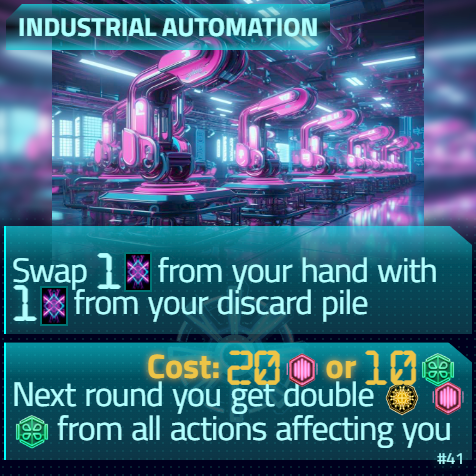 INDUSTRIAL AUTOMATION
Swap 1 from your hand with
1 from your discard pile
Cost: 20 or 10
Next round you get double
from all actions affecting you
#41